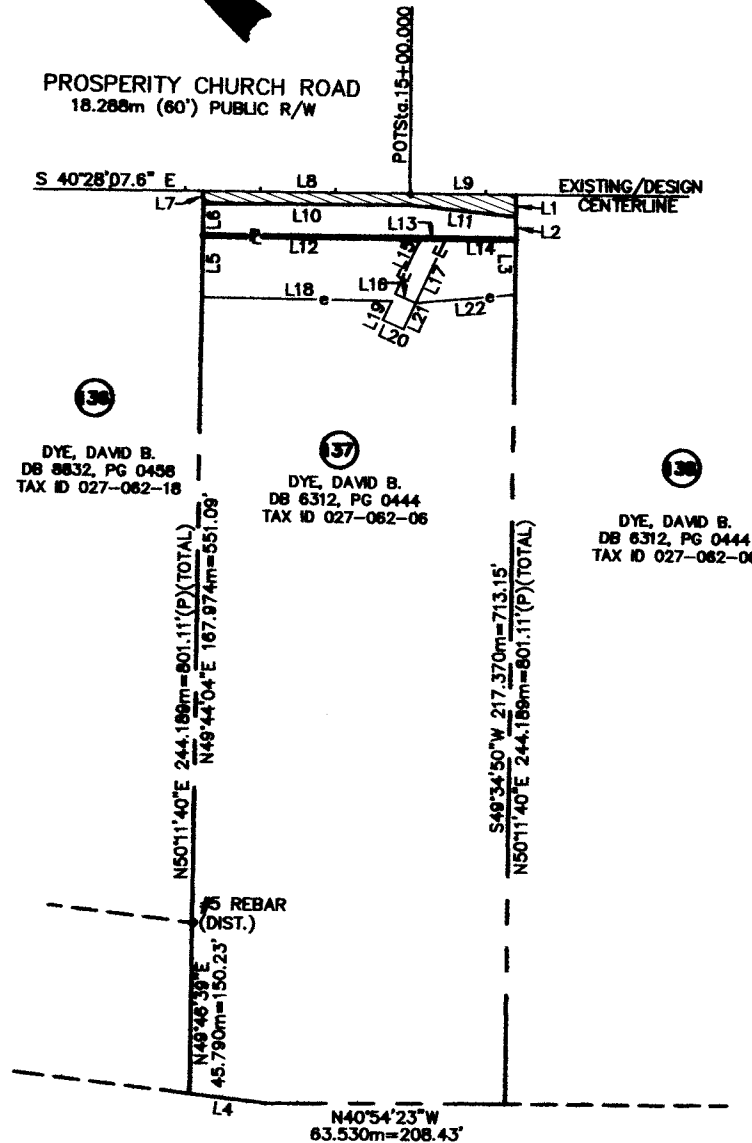 POTSta.15+00.000
PROSPERITY CHURCH ROAD
18.288m (60') PUBLIC R/W
S 40°28'07.6" E
L8
L9
EXISTING/DESIGN
CENTERLINE
L7
L1
L6
L10
L11
L2
L13
L12
L14
L15
L5
L3
L16
E
E
L17
L18
e
L19
L21
L22
e
L20
136
137
138
DYE, DAVID B.
DB 8832, PG 0456
TAX ID 027-062-18
DYE, DAVID B.
DB 6312, PG 0444
TAX ID 027-062-06
DYE, DAVID B.
DB 6312, PG 0444
TAX ID 027-062-06
N50°11'40"E 244.189m=801.11'(P)(TOTAL)
N49°44'04"E 167.974m=551.09'
S49°34'50"W 217.370m=713.15'
N50°11'40"E 244.189m=801.11'(P)(TOTAL)
#5 REBAR
(DIST.)
N49°46'39"E
45.790m=150.23'
L4
N40°54'23"W
63.530m=208.43'